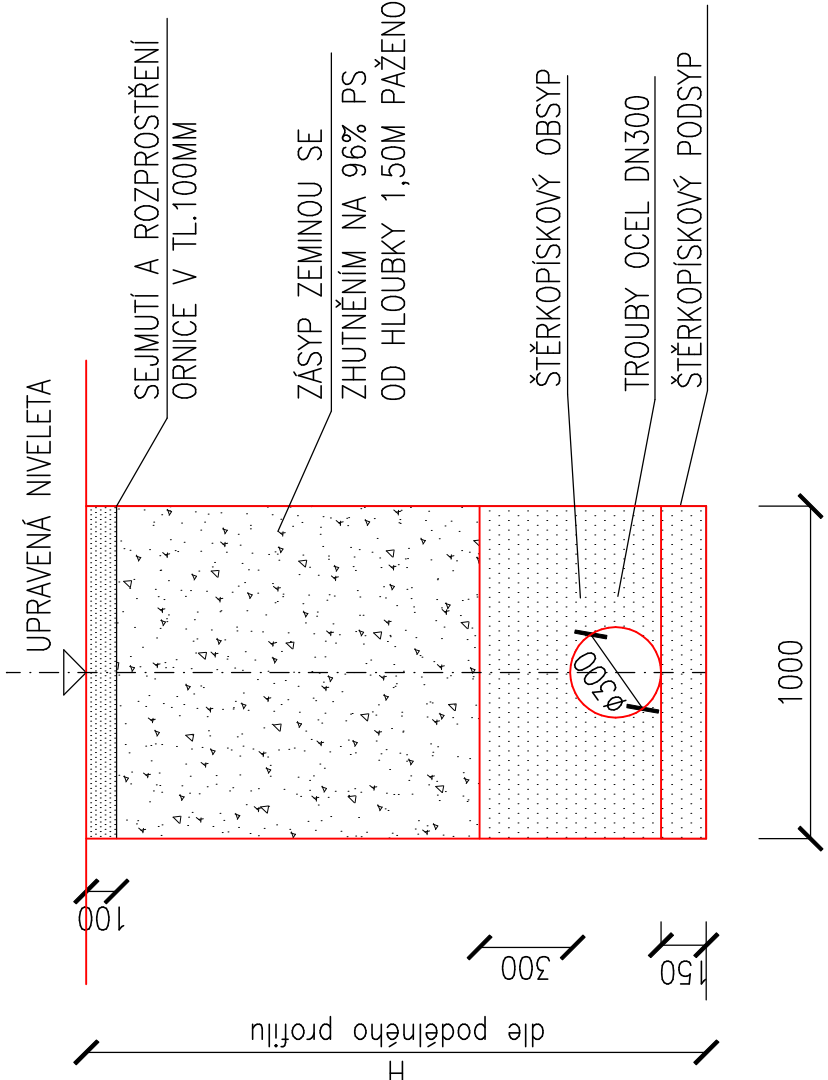 UPRAVENÁ NIVELETA
SEJMUTÍ A ROZPROSTŘENÍ
ORNICE V TL.100MM
ZÁSYP ZEMINOU SE
ZHUTNĚNÍM NA 96% PS
OD HLOUBKY 1,50M PAŽENO
ŠTĚRKOPÍSKOVÝ OBSYP
TROUBY OCEL DN300
ŠTĚRKOPÍSKOVÝ PODSYP
ø300
1000
100
300
150
dle podélného profilu
H